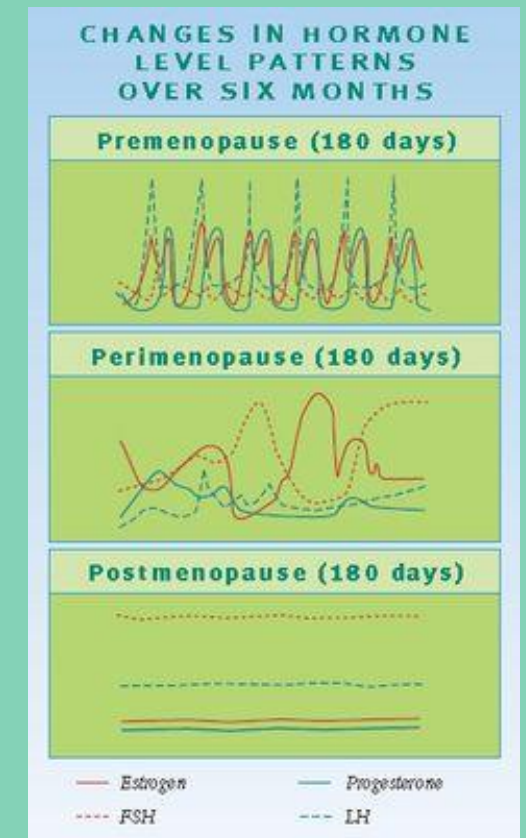 CHANGES IN HORMONE
LEVEL PATTERNS
OVER SIX MONTHS
Premenopause (180 days)
Perimenopause (180 days)
Postmenopause (180 days)
Estrogen
Progesterone
FSH
LH